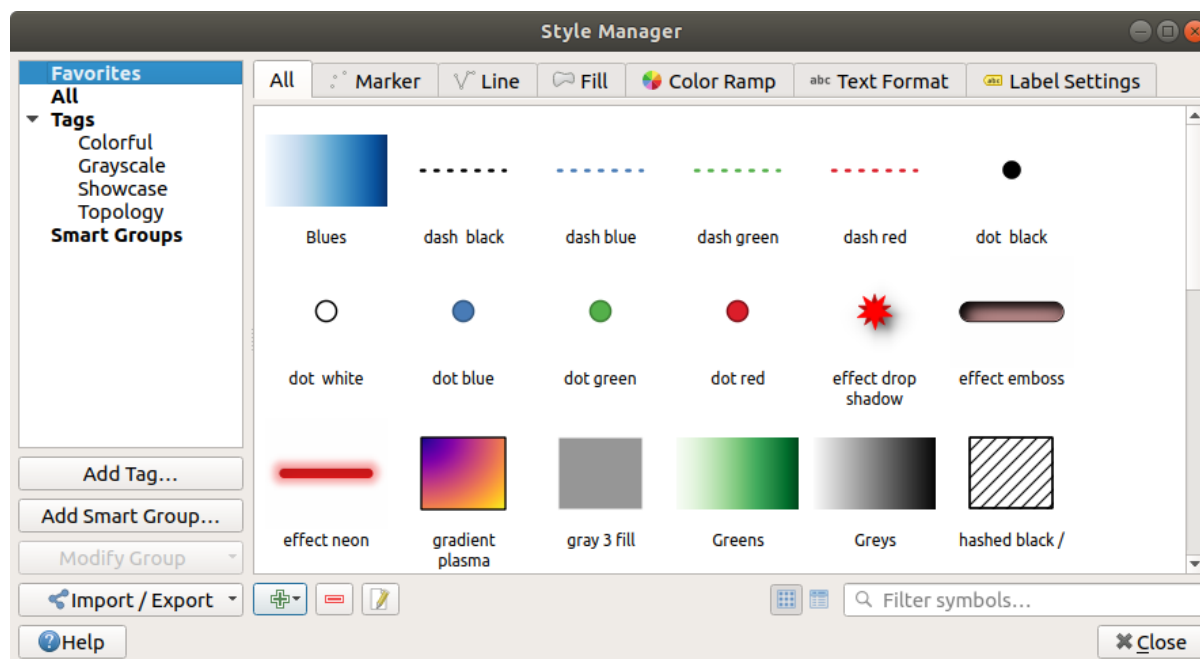 Style Manager
Favorites
All
Tags
Colorful
Grayscale
Showcase
Topology
Smart Groups
All
Marker
Line
Fill
Color Ramp
abc Text Format
abc Label Settings
Blues
dash black
dash blue
dash green
dash red
dot black
dot white
dot blue
dot green
dot red
effect drop
shadow
effect emboss
effect neon
gradient
plasma
gray 3 fill
Greens
Greys
hashed black /
Add Tag...
Add Smart Group...
Modify Group
Import / Export
Filter symbols...
Help
Close